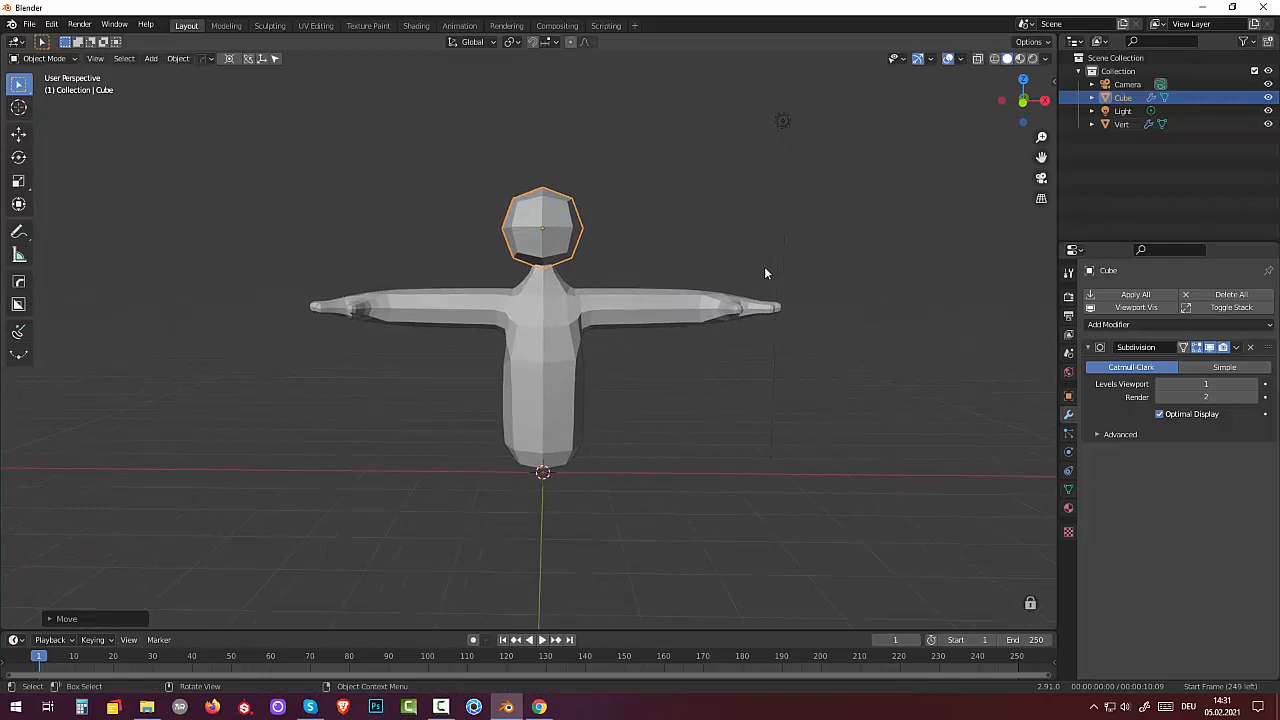 Blender
File Edit Render Window Help
Layout Modeling Sculpting UV Editing Texture Paint Shading Animation Rendering Compositing Scripting +
Scene
View Layer
Global
Options
Object Mode View Select Add Object
User Perspective
(1) Collection | Cube
Z
X
Scene Collection
Collection
Camera
Cube
Light
Vert
Cube
Apply All
Delete All
Viewport Vis
Toggle Stack
Add Modifier
Subdivision
Catmull-Clark
Simple
Levels Viewport 1
Render 2
Optimal Display
Advanced
Move
Playback Keying View Marker
1
Start 1
End 250
1 10 20 30 40 50 60 70 80 90 100 110 120 130 140 150 160 170 180 190 200 210 220 230 240 250
Select
Box Select
Rotate View
Object Context Menu
2.91.0
00:00:00:00 / 00:00:10:09
Start Frame (249 left)
DEU
14:31
05.02.2021